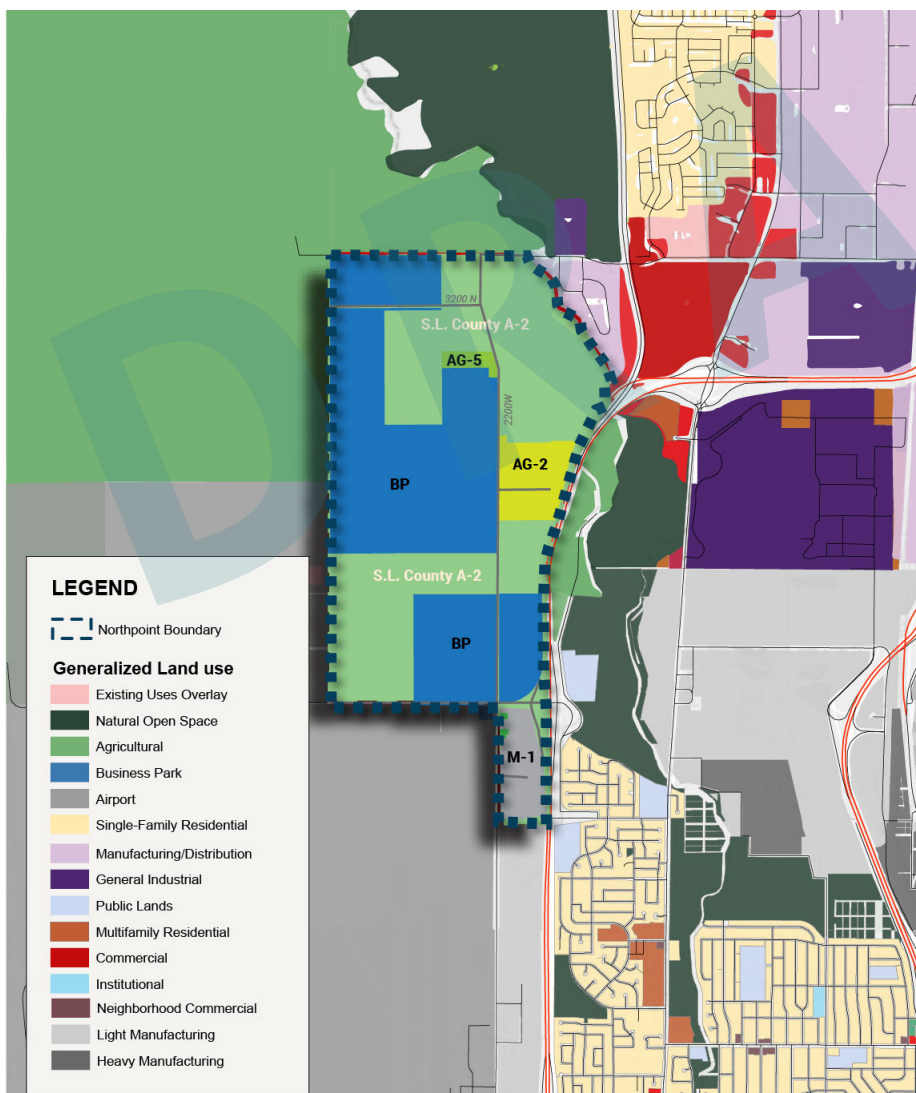 3200 N
S.L. County A-2
AG-5
2200W
AG-2
BP
S.L. County A-2
BP
M-1
LEGEND
Northpoint Boundary
Generalized Land use
Existing Uses Overlay
Natural Open Space
Agricultural
Business Park
Airport
Single-Family Residential
Manufacturing/Distribution
General Industrial
Public Lands
Multifamily Residential
Commercial
Institutional
Neighborhood Commercial
Light Manufacturing
Heavy Manufacturing